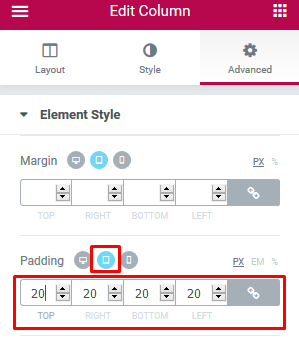 Edit Column
Layout Style Advanced
Element Style
Margin PX %
TOP RIGHT BOTTOM LEFT
Padding PX EM %
20 20 20 20
TOP RIGHT BOTTOM LEFT